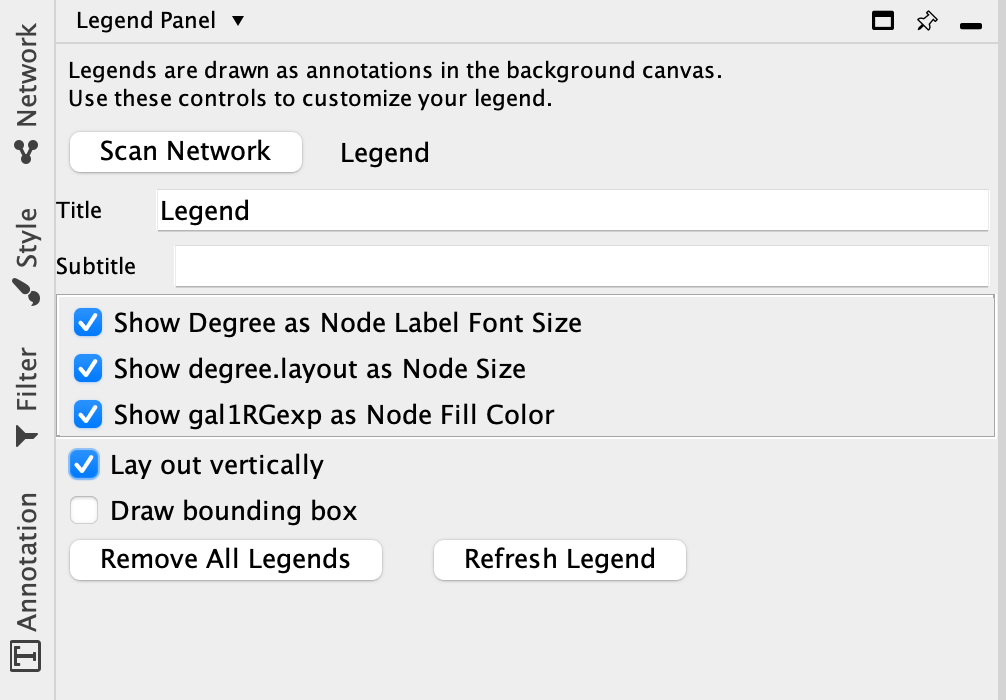 Legend Panel
Legends are drawn as annotations in the background canvas.
Use these controls to customize your legend.
Scan Network Legend
Title Legend
Subtitle
Show Degree as Node Label Font Size
Show degree.layout as Node Size
Show gal1RGexp as Node Fill Color
Lay out vertically
Draw bounding box
Remove All Legends Refresh Legend
Network
Style
Filter
Annotation